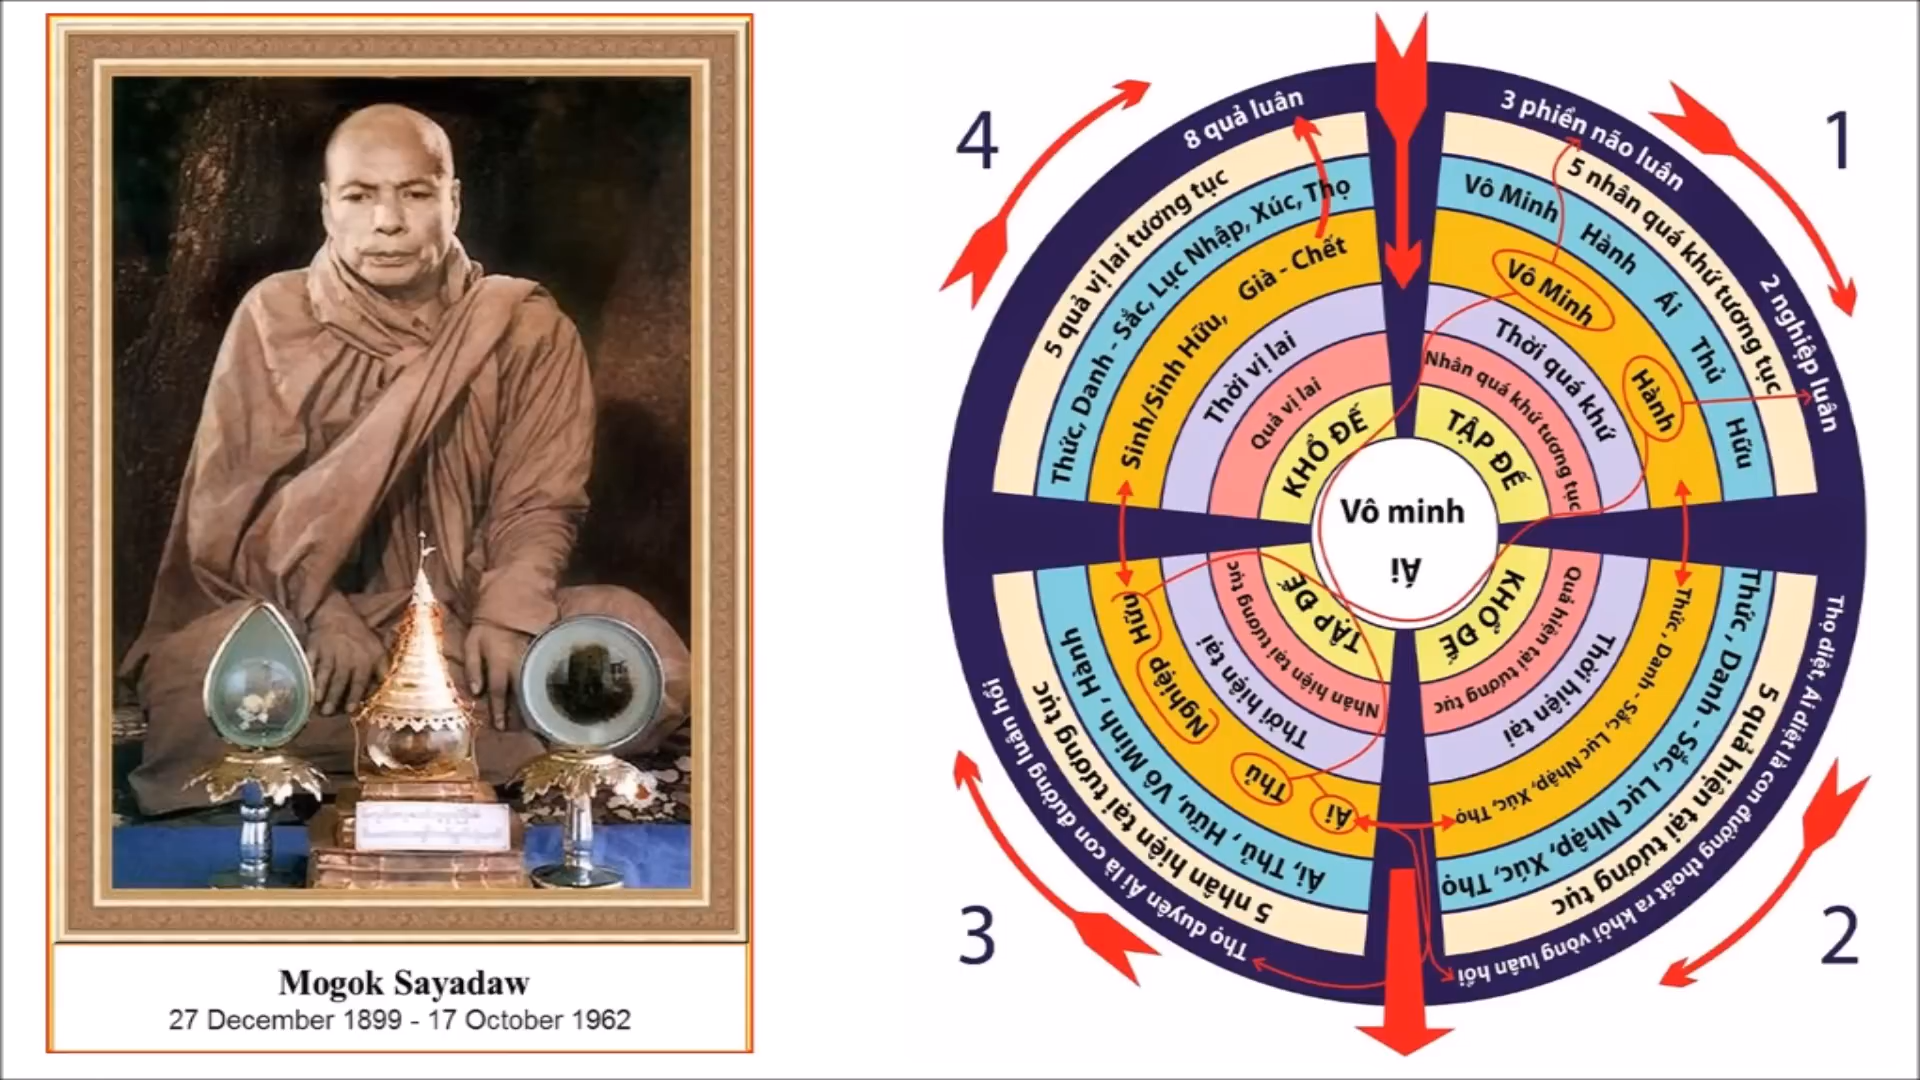 Mogok Sayadaw
27 December 1899 - 17 October 1962
1
3 phiền não luân
2 nghiệp luân
5 nhân quá khứ tương tục
Vô Minh Hành Ái Thủ Hữu
Vô Minh
Hành
Thời quá khứ
Nhân quá khứ tương tục
TẬP ĐẾ
2
Thọ diệt, Ái diệt là con đường thoát ra khỏi vòng luân hồi
5 quả hiện tại tương tục
Thức, Danh - Sắc, Lục Nhập, Xúc, Thọ
Thức, Danh - Sắc, Lục Nhập, Xúc, Thọ
Thời hiện tại
Quả hiện tại tương tục
KHỔ ĐẾ
3
Thọ duyên Ái là con đường luân hồi
5 nhân hiện tại tương tục
Ái, Thủ, Hữu, Vô Minh, Hành
Ái
Thủ
Nghiệp Hữu
Thời hiện tại
Nhân hiện tại tương tục
TẬP ĐẾ
4
8 quả luân
5 quả vị lai tương tục
Thức, Danh - Sắc, Lục Nhập, Xúc, Thọ
Sinh/Sinh Hữu, Già - Chết
Thời vị lai
Quả vị lai
KHỔ ĐẾ
Vô minh
Ái